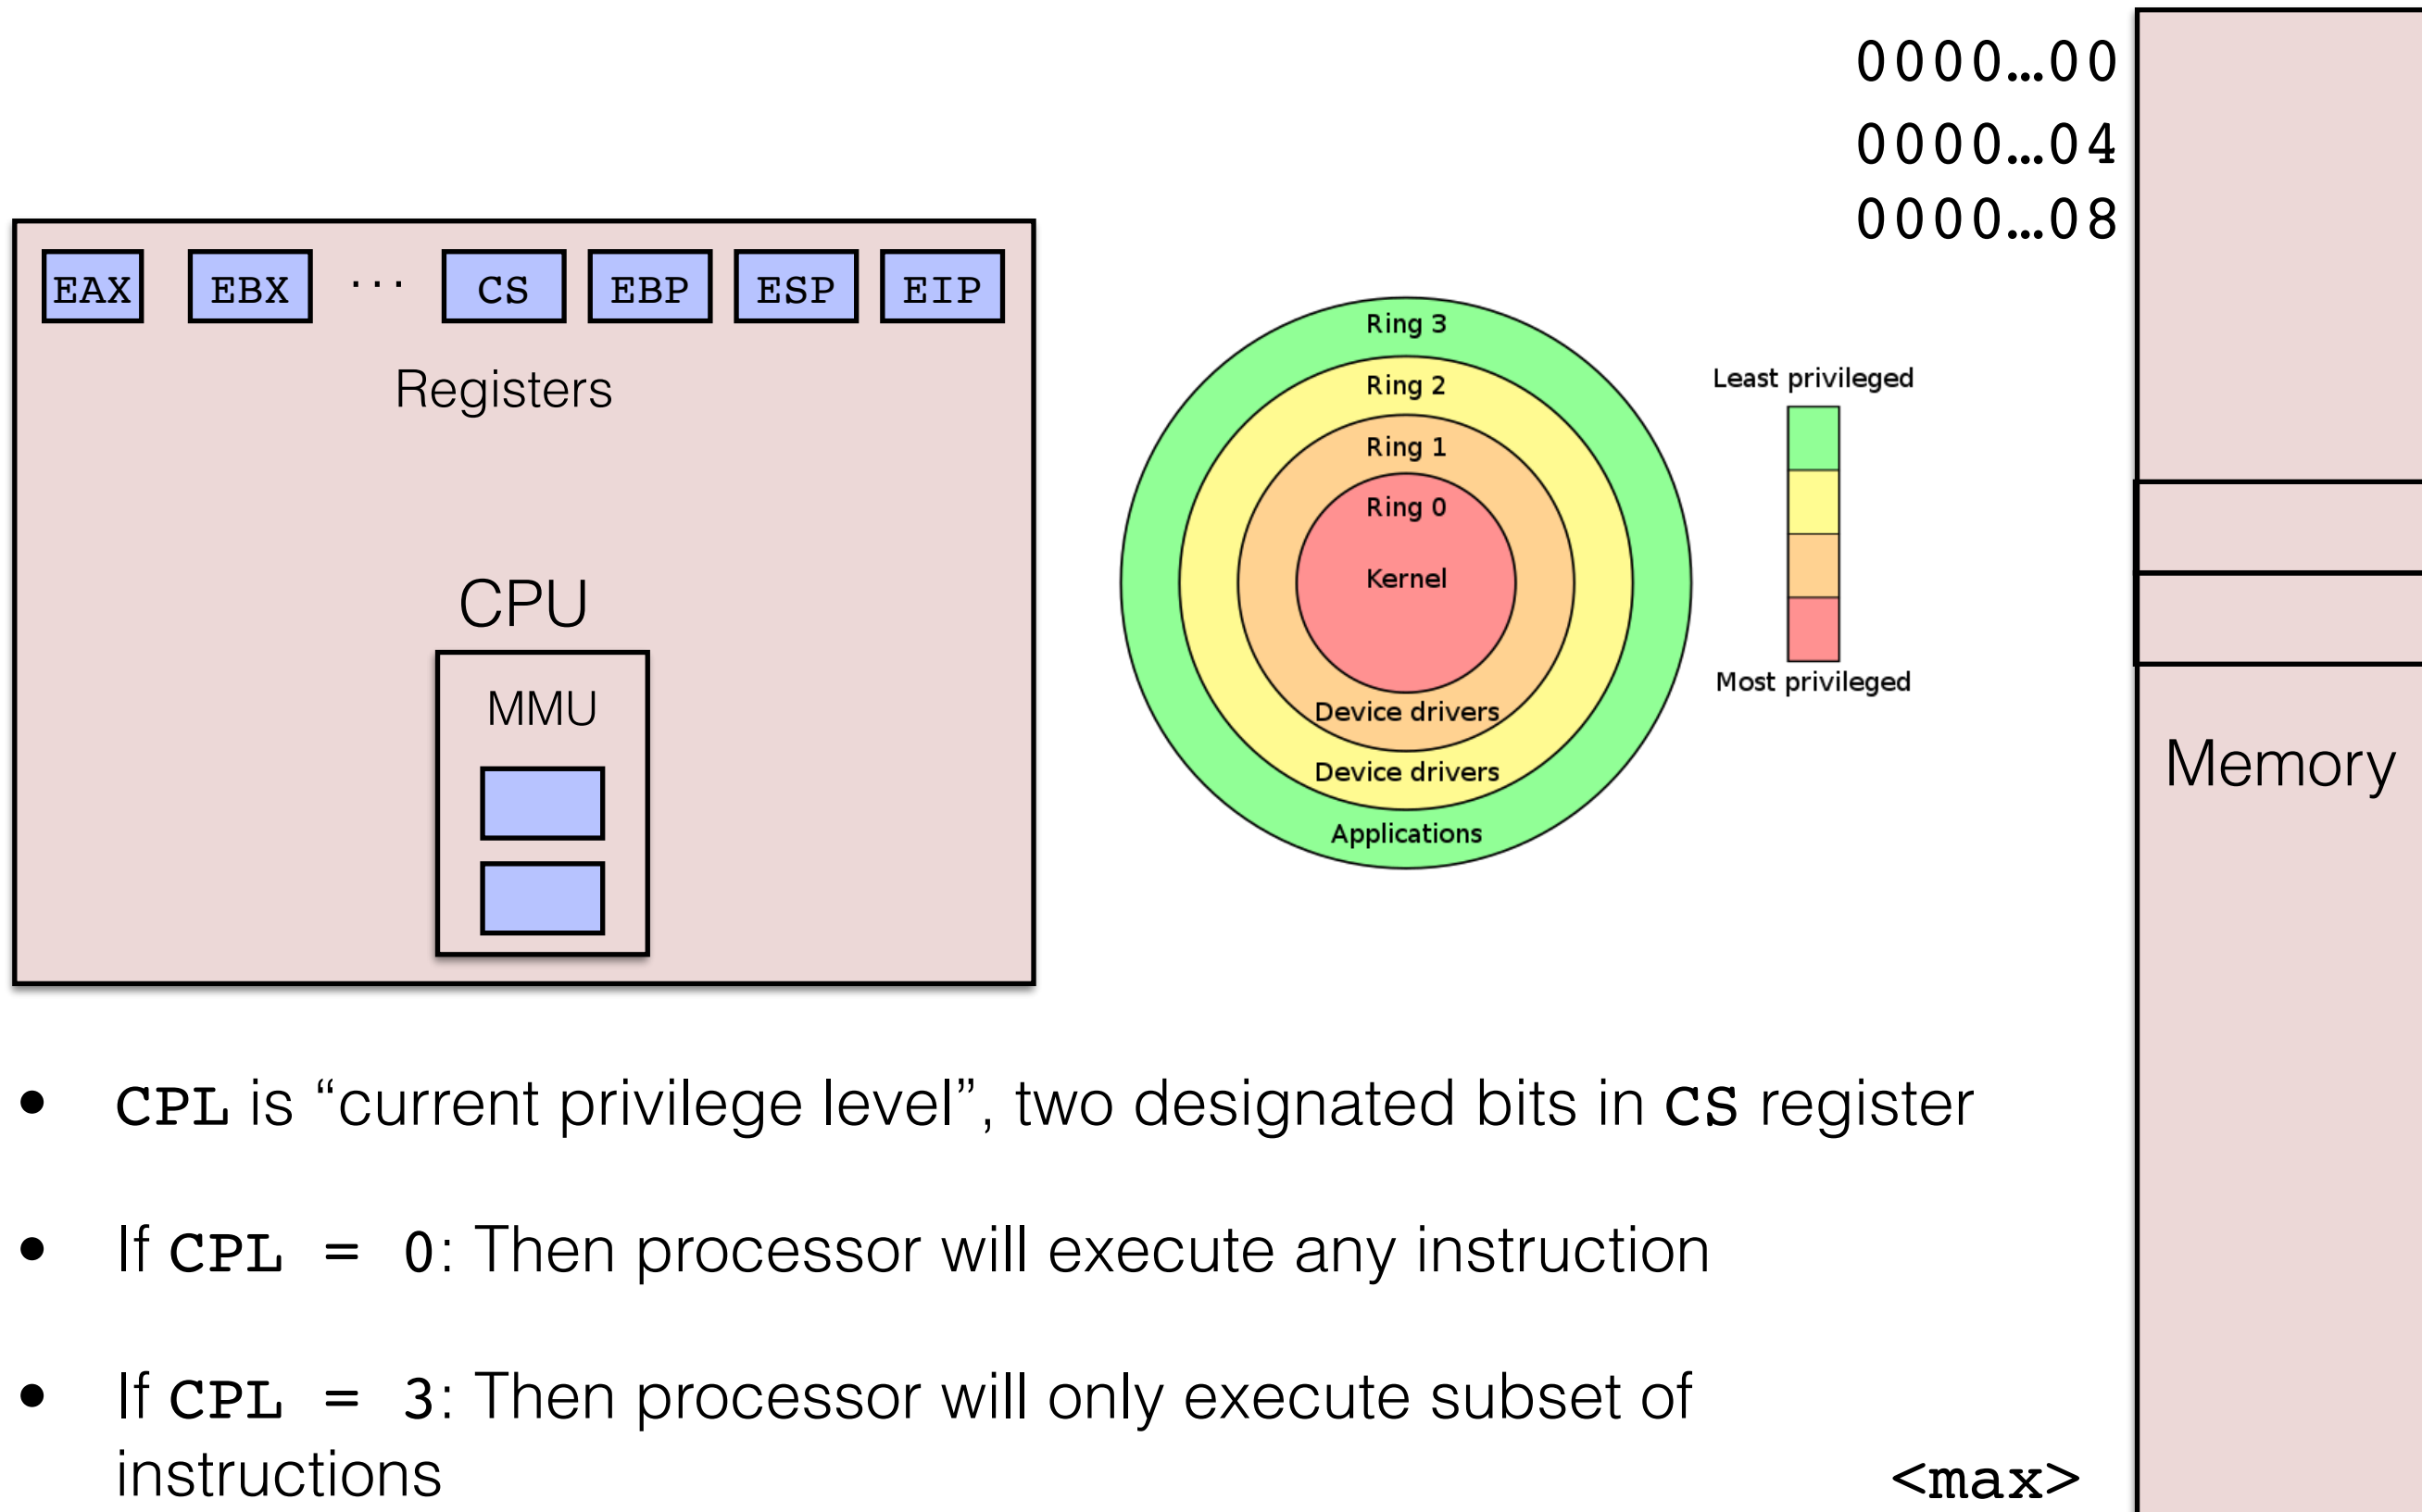 0000…00
0000…04
0000…08
EAX EBX ... CS EBP ESP EIP
Registers
CPU
MMU
Ring 3
Ring 2
Ring 1
Ring 0
Kernel
Device drivers
Device drivers
Applications
Least privileged
Most privileged
Memory
• CPL is “current privilege level”, two designated bits in CS register
• If CPL = 0: Then processor will execute any instruction
• If CPL = 3: Then processor will only execute subset of
instructions
<max>